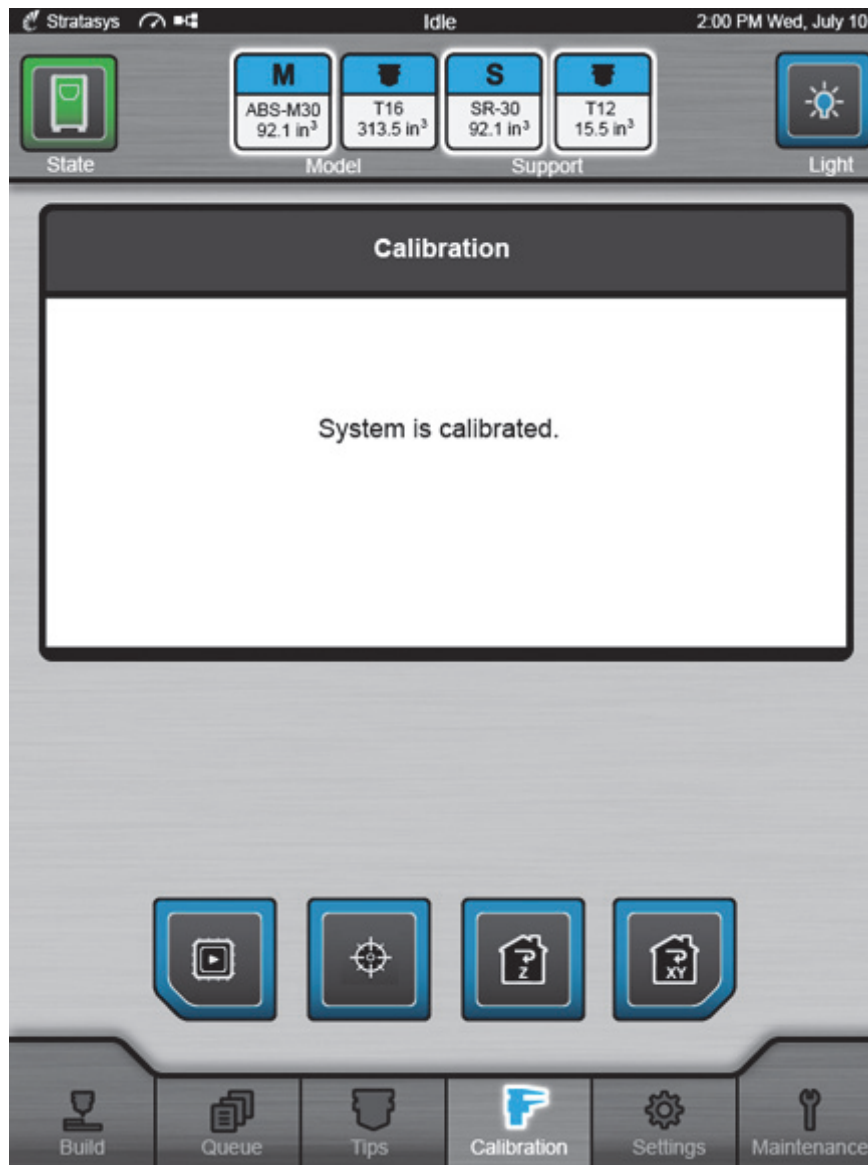 Stratasys Idle 2:00 PM Wed, July 10
M S
ABS-M30 T16 SR-30 T12
92.1 in³ 313.5 in³ 92.1 in³ 15.5 in³
State Model Support Light
Calibration
System is calibrated.
Z XY
Build Queue Tips Calibration Settings Maintenance